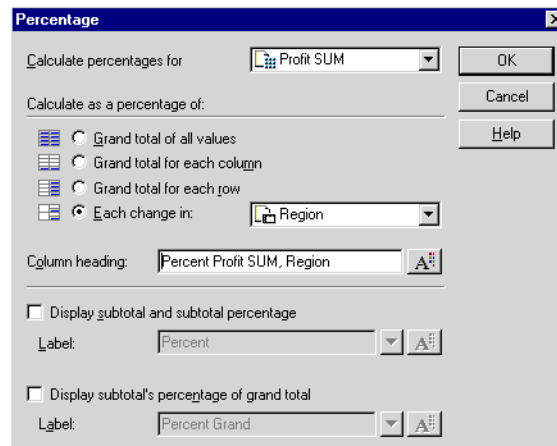 Percentage
Calculate percentages for Profit SUM OK
Calculate as a percentage of: Cancel
Grand total of all values Help
Grand total for each column
Grand total for each row
Each change in: Region
Column heading: Percent Profit SUM, Region A
Display subtotal and subtotal percentage
Label: Percent A
Display subtotal's percentage of grand total
Label: Percent Grand A